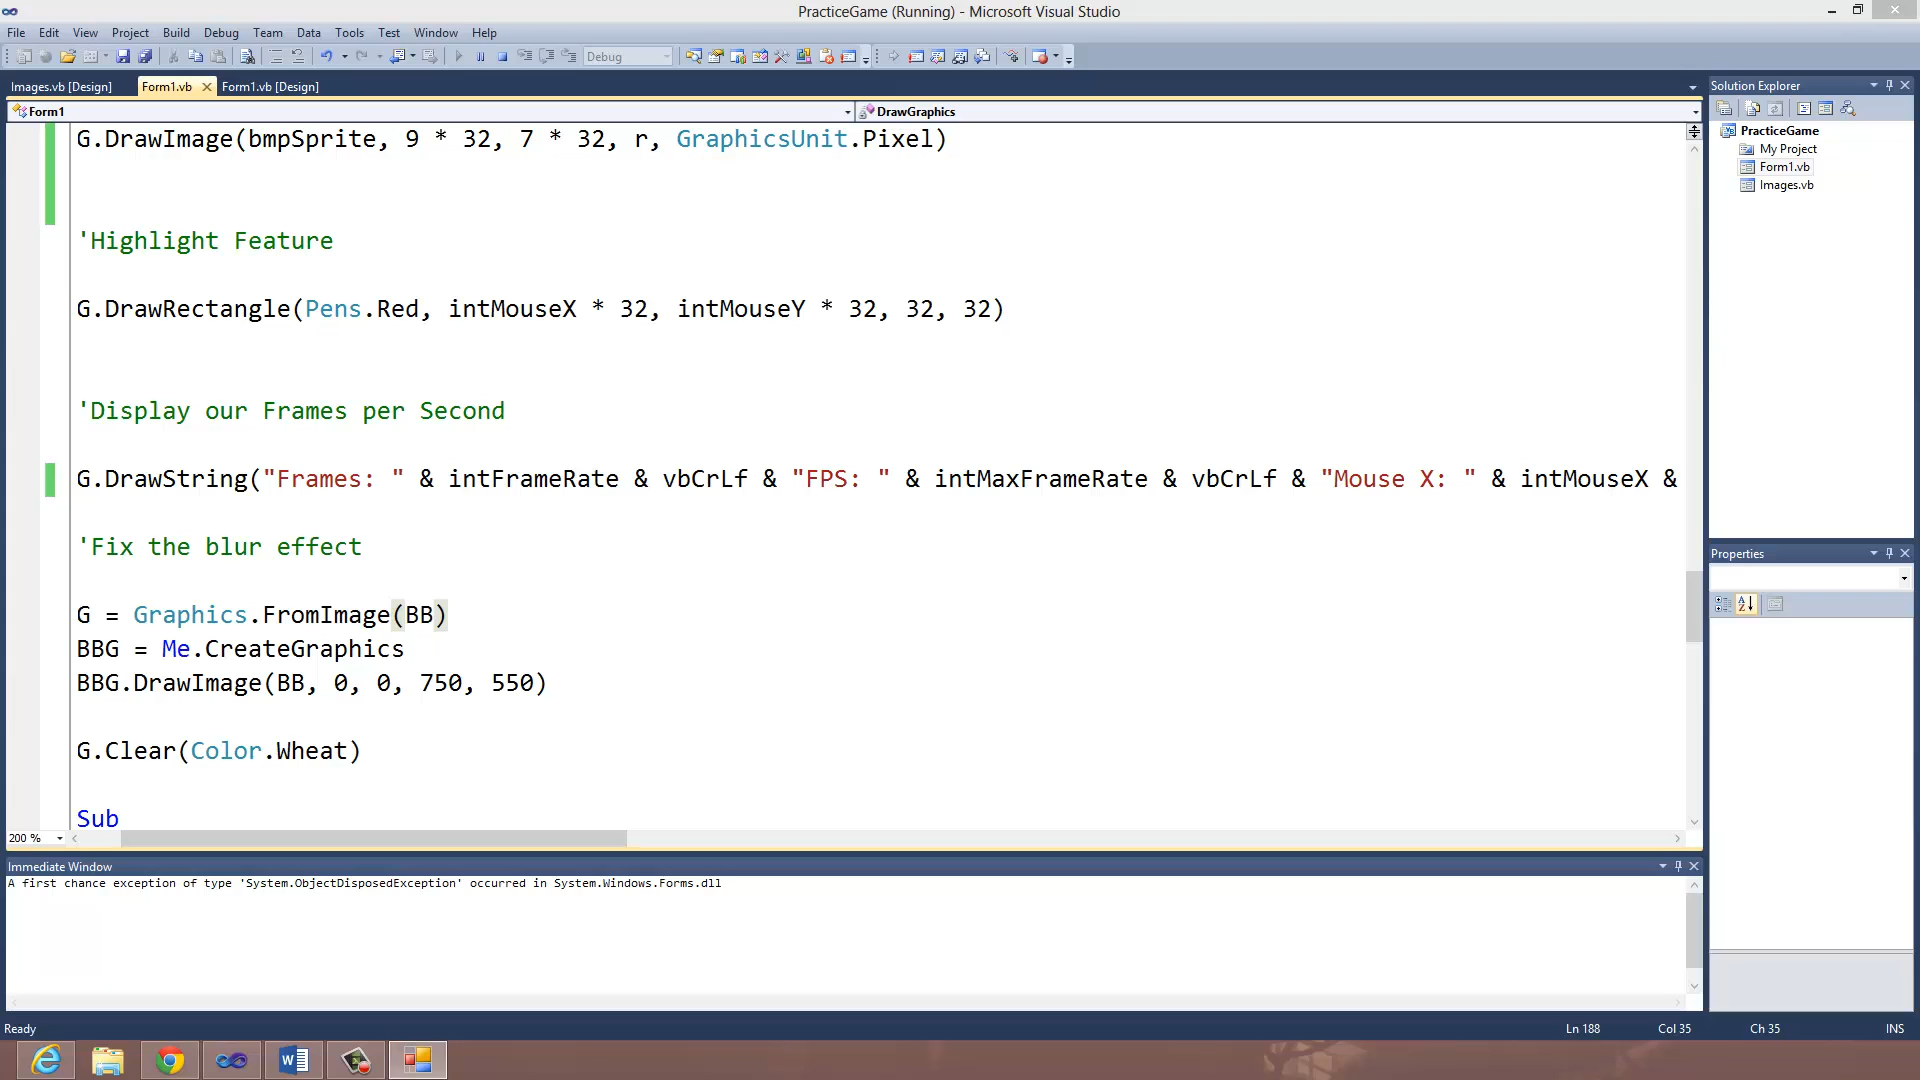 PracticeGame (Running) - Microsoft Visual Studio
File Edit View Project Build Debug Team Data Tools Test Window Help
Debug
Images.vb [Design] Form1.vb Form1.vb [Design]
Form1 DrawGraphics
G.DrawImage(bmpSprite, 9 * 32, 7 * 32, r, GraphicsUnit.Pixel)
'Highlight Feature
G.DrawRectangle(Pens.Red, intMouseX * 32, intMouseY * 32, 32, 32)
'Display our Frames per Second
G.DrawString("Frames: " & intFrameRate & vbCrLf & "FPS: " & intMaxFrameRate & vbCrLf & "Mouse X: " & intMouseX &
'Fix the blur effect
G = Graphics.FromImage(BB)
BBG = Me.CreateGraphics
BBG.DrawImage(BB, 0, 0, 750, 550)
G.Clear(Color.Wheat)
Sub
200 %
Immediate Window
A first chance exception of type 'System.ObjectDisposedException' occurred in System.Windows.Forms.dll
Solution Explorer
PracticeGame
My Project
Form1.vb
Images.vb
Properties
Ready Ln 188 Col 35 Ch 35 INS